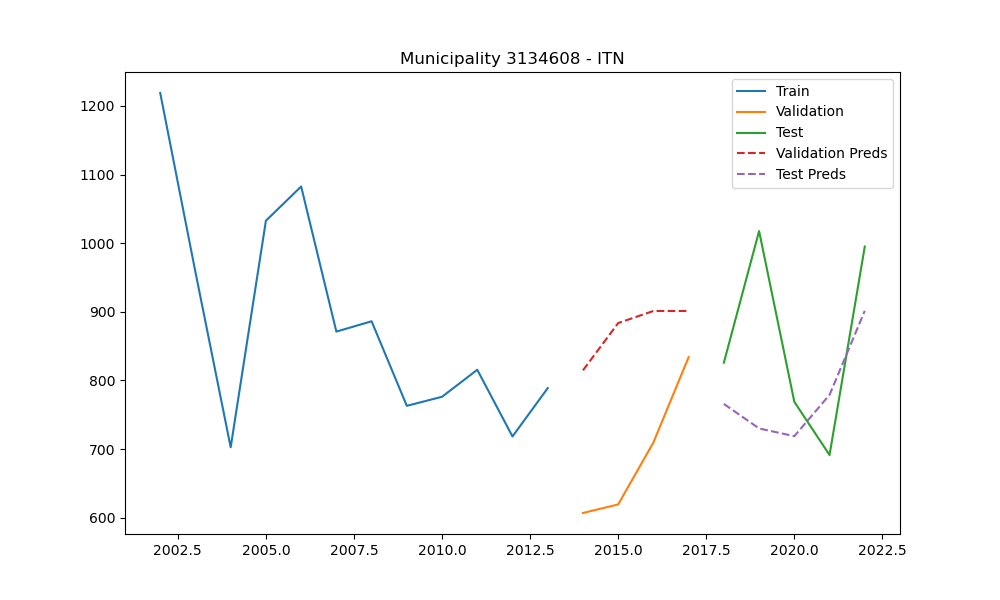 Municipality 3134608 - ITN
Train
Validation
Test
Validation Preds
Test Preds
1200
1100
1000
900
800
700
600
2002.5 2005.0 2007.5 2010.0 2012.5 2015.0 2017.5 2020.0 2022.5